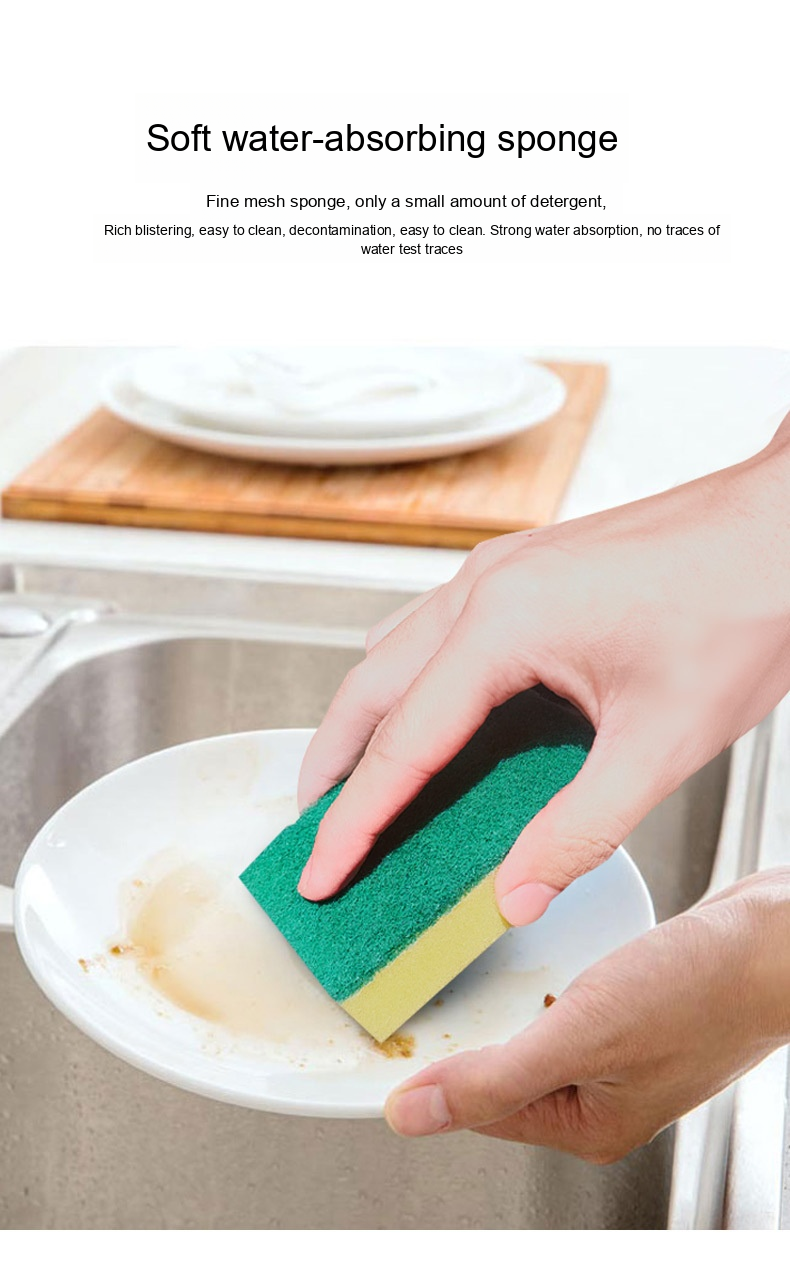 Soft water-absorbing sponge
Fine mesh sponge, only a small amount of detergent,
Rich blistering, easy to clean, decontamination, easy to clean. Strong water absorption, no traces of
water test traces